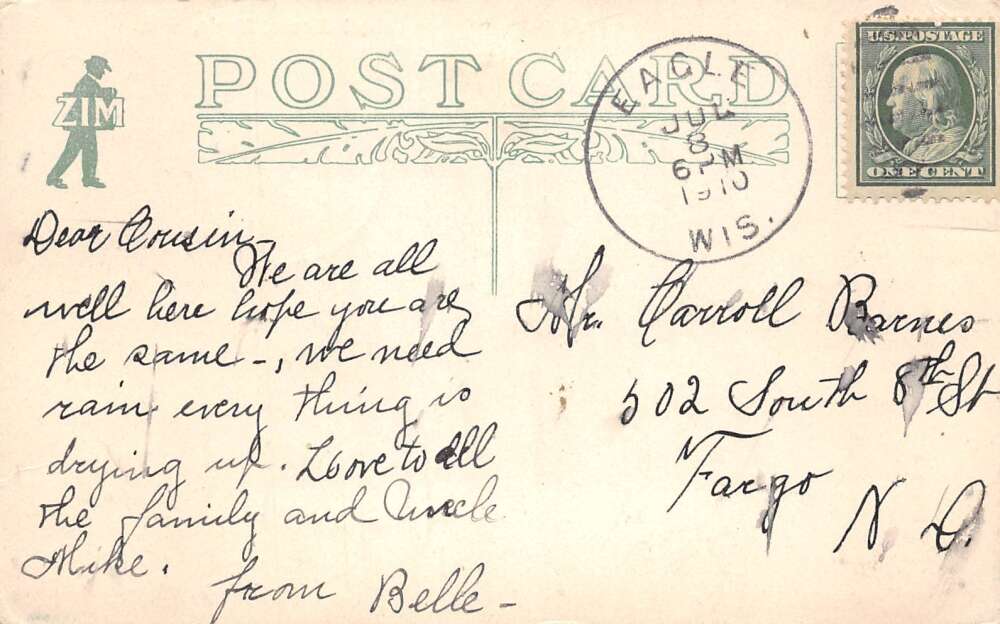 ZIM
POST CARD
EAGLE
JUL
8
6 PM
1910
WIS.
U.S. POSTAGE
ONE CENT
Dear Cousin
We are all
well here hope you are
the same -, we need
rain every thing is
drying up. Love to all
the family and Uncle
Mike.
from Belle -
Mr. Carroll Barnes
502 South 8th St
Fargo
N D.